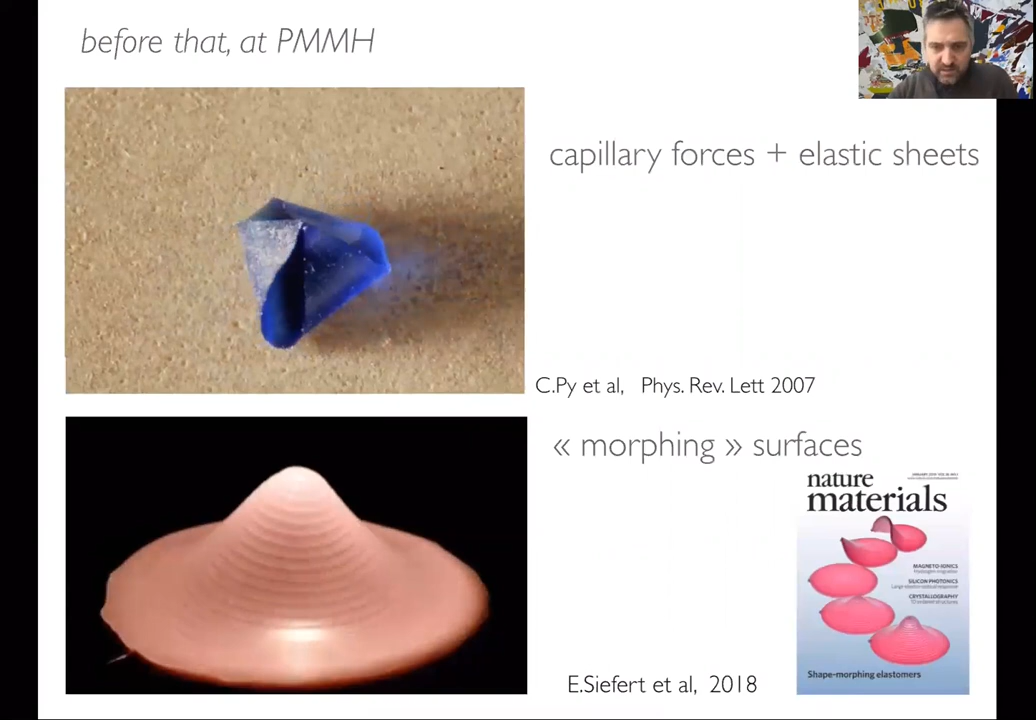 before that, at PMMH
capillary forces + elastic sheets
C.Py et al, Phys. Rev. Lett 2007
« morphing » surfaces
nature
materials
MAGNETO-IONICS
SILICON PHOTONICS
CRYSTALLOGRAPHY
Shape-morphing elastomers
E.Siefert et al, 2018